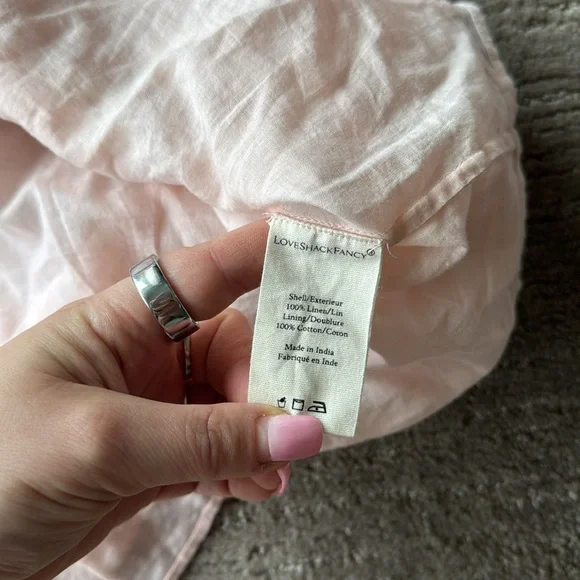 LoveShackFancy
Shell/Exterieur
100% Linen/Lin
Lining/Doublure
100% Cotton/Coton
Made in India
Fabriqué en Inde